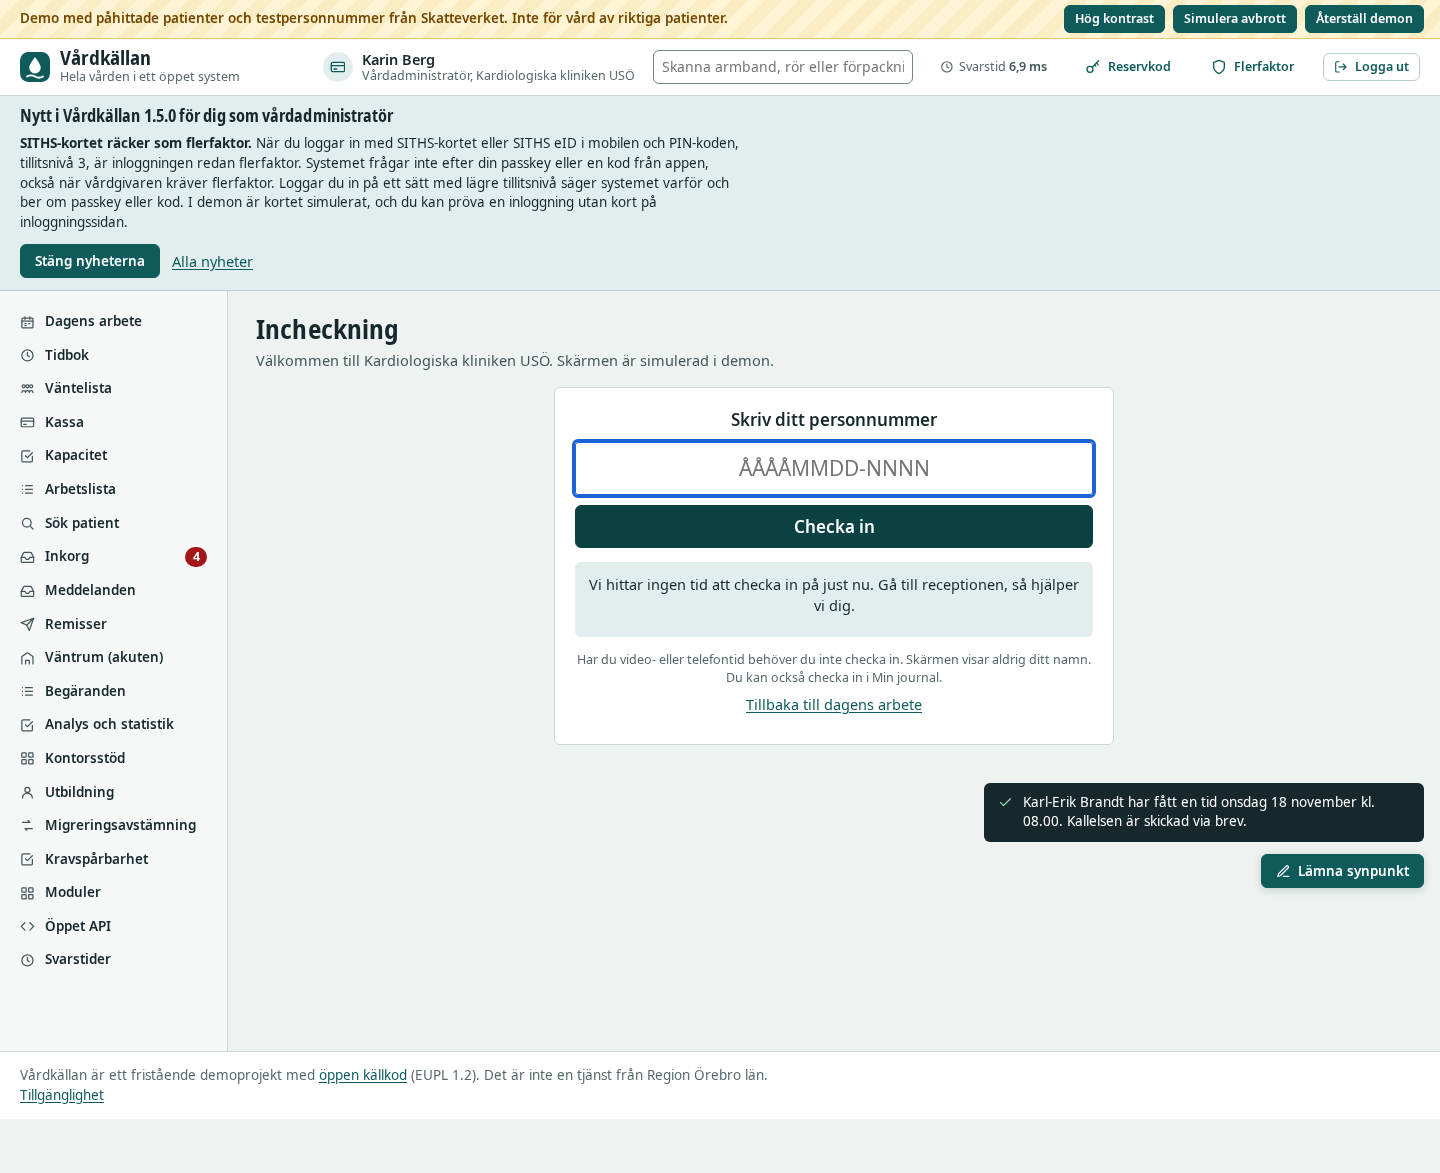 Demo med påhittade patienter och testpersonnummer från Skatteverket. Inte för vård av riktiga patienter.
Hög kontrast
Simulera avbrott
Återställ demon
Vårdkällan
Hela vården i ett öppet system
Karin Berg
Vårdadministratör, Kardiologiska kliniken USÖ
Skanna armband, rör eller förpackni
Svarstid 6,9 ms
Reservkod
Flerfaktor
Logga ut
Nytt i Vårdkällan 1.5.0 för dig som vårdadministratör
SITHS-kortet räcker som flerfaktor. När du loggar in med SITHS-kortet eller SITHS eID i mobilen och PIN-koden,
tillitsnivå 3, är inloggningen redan flerfaktor. Systemet frågar inte efter din passkey eller en kod från appen,
också när vårdgivaren kräver flerfaktor. Loggar du in på ett sätt med lägre tillitsnivå säger systemet varför och
ber om passkey eller kod. I demon är kortet simulerat, och du kan pröva en inloggning utan kort på
inloggningssidan.
Stäng nyheterna
Alla nyheter
Dagens arbete
Tidbok
Väntelista
Kassa
Kapacitet
Arbetslista
Sök patient
Inkorg 4
Meddelanden
Remisser
Väntrum (akuten)
Begäranden
Analys och statistik
Kontorsstöd
Utbildning
Migreringsavstämning
Kravspårbarhet
Moduler
Öppet API
Svarstider
Incheckning
Välkommen till Kardiologiska kliniken USÖ. Skärmen är simulerad i demon.
Skriv ditt personnummer
ÅÅÅÅMMDD-NNNN
Checka in
Vi hittar ingen tid att checka in på just nu. Gå till receptionen, så hjälper
vi dig.
Har du video- eller telefontid behöver du inte checka in. Skärmen visar aldrig ditt namn.
Du kan också checka in i Min journal.
Tillbaka till dagens arbete
Karl-Erik Brandt har fått en tid onsdag 18 november kl.
08.00. Kallelsen är skickad via brev.
Lämna synpunkt
Vårdkällan är ett fristående demoprojekt med öppen källkod (EUPL 1.2). Det är inte en tjänst från Region Örebro län.
Tillgänglighet